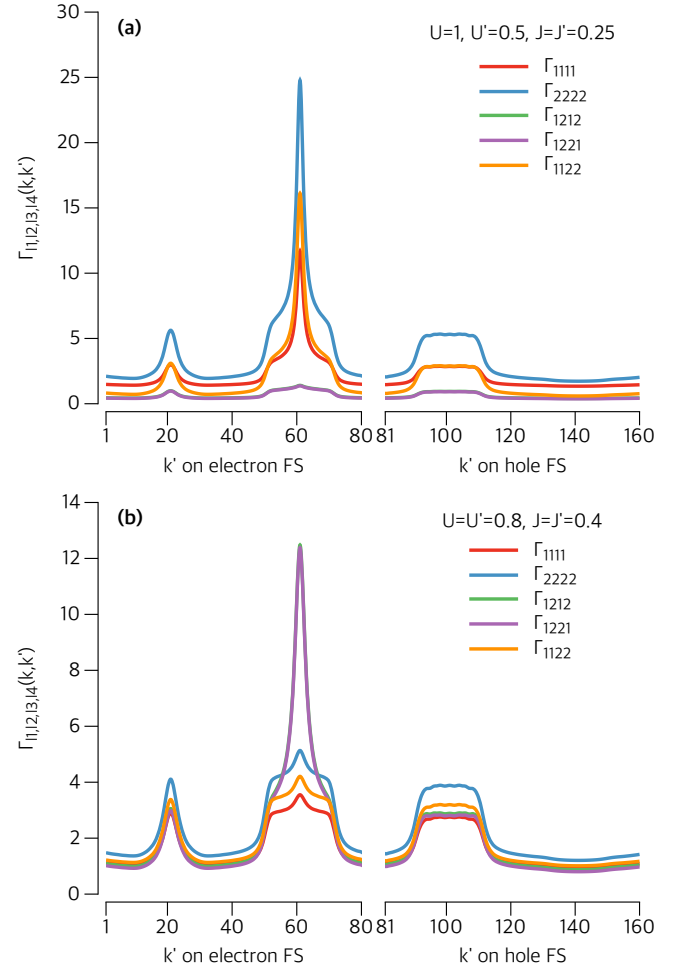 (a)
U=1, U'=0.5, J=J'=0.25
Γ1111
Γ2222
Γ1212
Γ1221
Γ1122
Γl1,l2,l3,l4(k,k')
30
25
20
15
10
5
0
1 20 40 60 80 81 100 120 140 160
k' on electron FS k' on hole FS
(b)
U=U'=0.8, J=J'=0.4
Γ1111
Γ2222
Γ1212
Γ1221
Γ1122
Γl1,l2,l3,l4(k,k')
14
12
10
8
6
4
2
0
1 20 40 60 80 81 100 120 140 160
k' on electron FS k' on hole FS